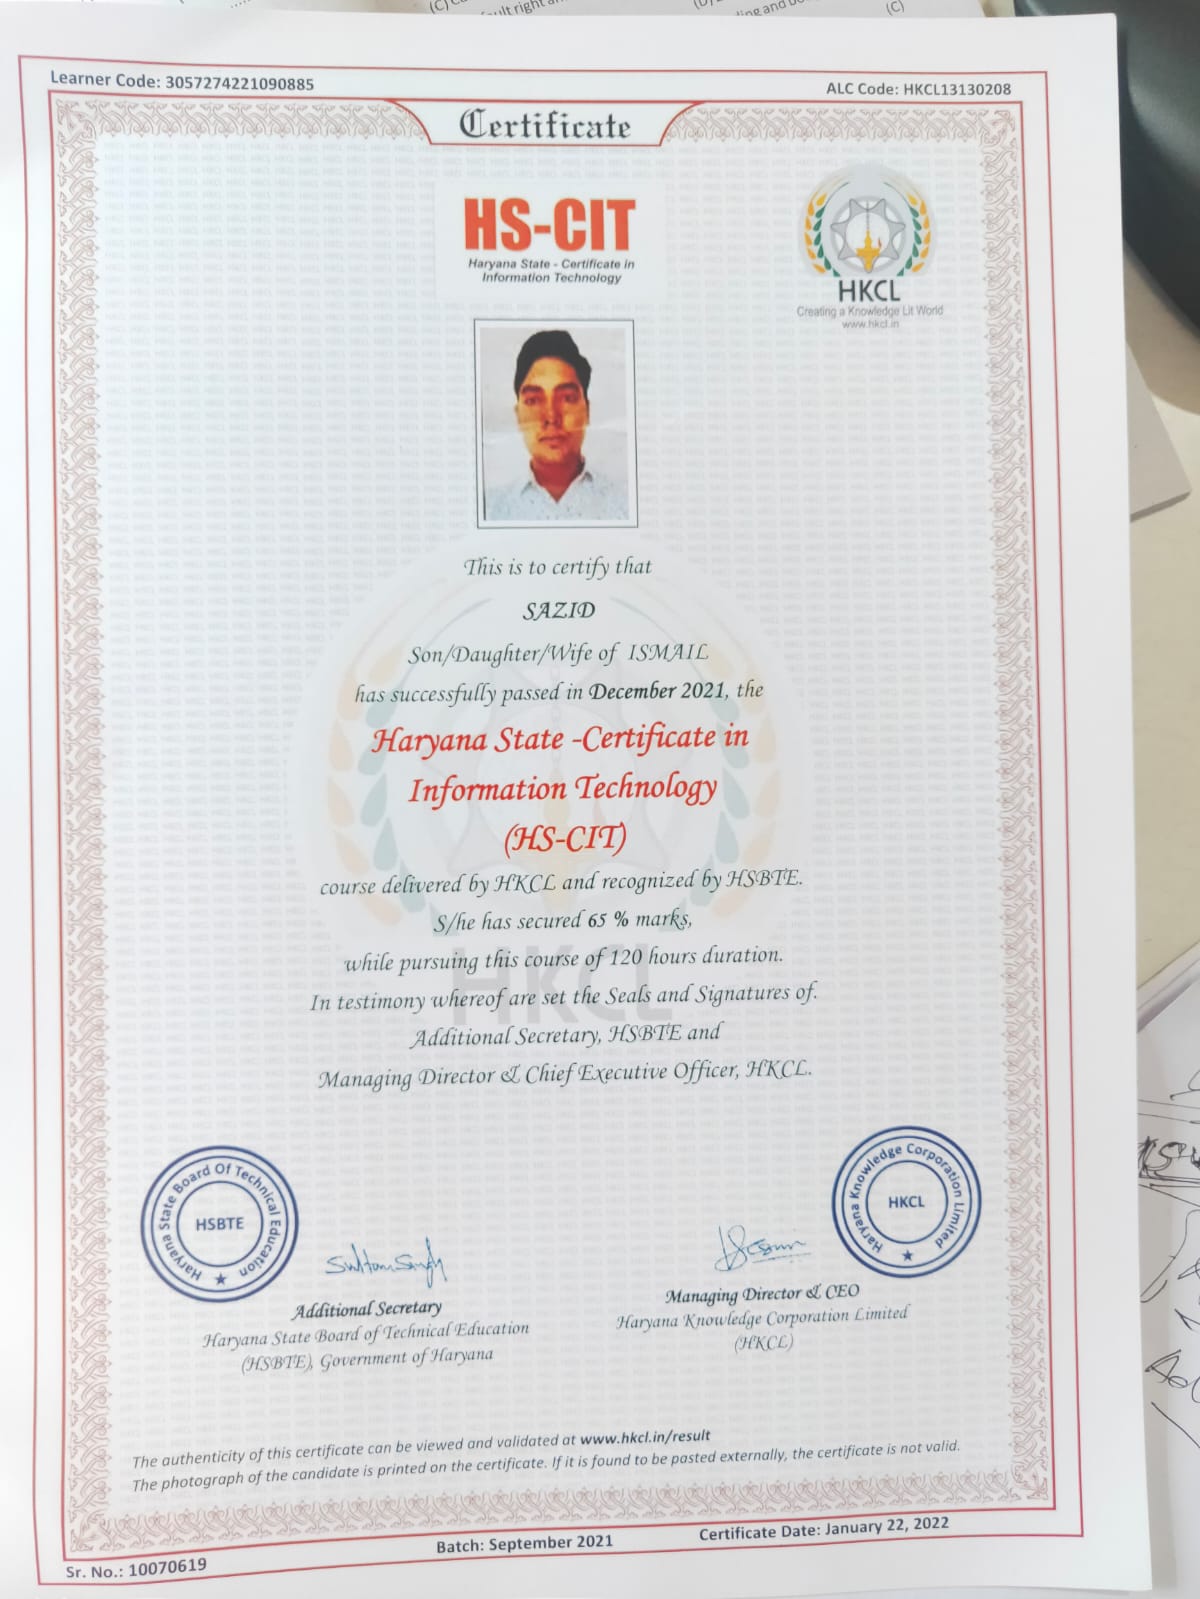 Learner Code: 3057274221090885
ALC Code: HKCL13130208
Certificate
HS-CIT
Haryana State - Certificate in
Information Technology
HKCL
Creating a Knowledge Lit World
www.hkcl.in
This is to certify that
SAZID
Son/Daughter/Wife of ISMAIL
has successfully passed in December 2021, the
Haryana State -Certificate in
Information Technology
(HS-CIT)
course delivered by HKCL and recognized by HSBTE.
S/he has secured 65 % marks,
while pursuing this course of 120 hours duration.
In testimony whereof are set the Seals and Signatures of.
Additional Secretary, HSBTE and
Managing Director & Chief Executive Officer, HKCL.
HKCL
Haryana State Board Of Technical Education
HSBTE
Sultan Singh
Additional Secretary
Haryana State Board of Technical Education
(HSBTE), Government of Haryana
Haryana Knowledge Corporation Limited
HKCL
Managing Director & CEO
Haryana Knowledge Corporation Limited
(HKCL)
The authenticity of this certificate can be viewed and validated at www.hkcl.in/result
The photograph of the candidate is printed on the certificate. If it is found to be pasted externally, the certificate is not valid.
Batch: September 2021
Certificate Date: January 22, 2022
Sr. No.: 10070619